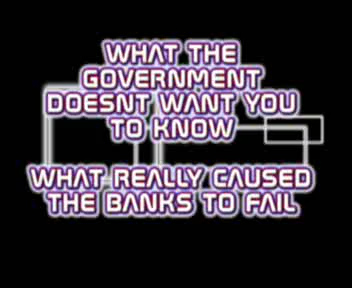 WHAT THE
GOVERNMENT
DOESNT WANT YOU
TO KNOW
WHAT REALLY CAUSED
THE BANKS TO FAIL